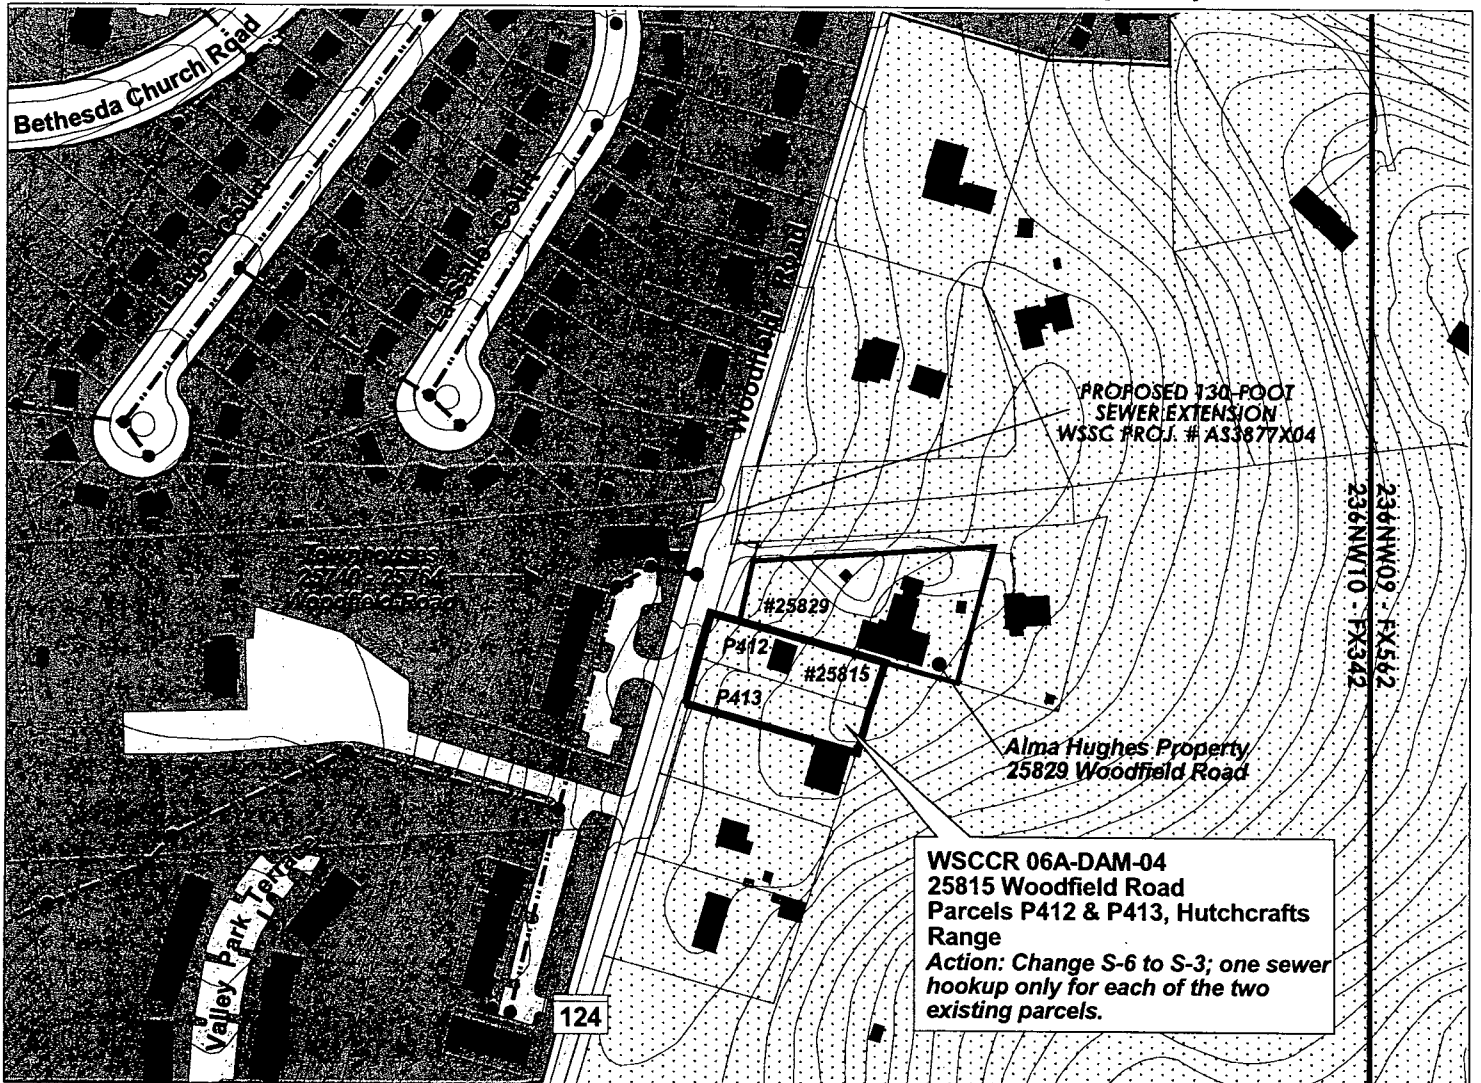 Bethesda Church Road
Court
LaSalle Court
Woodfield Road
PROPOSED 130-FOOT
SEWER EXTENSION
WSSC PROJ. # AS3877X04
236NW09 - FX562
236NW10 - FX342
Townhouses
25740 - 25764
Woodfield Road
#25829
P412
#25815
P413
Alma Hughes Property
25829 Woodfield Road
WSCCR 06A-DAM-04
25815 Woodfield Road
Parcels P412 & P413, Hutchcrafts
Range
Action: Change S-6 to S-3; one sewer
hookup only for each of the two
existing parcels.
Valley Park Terrace
124